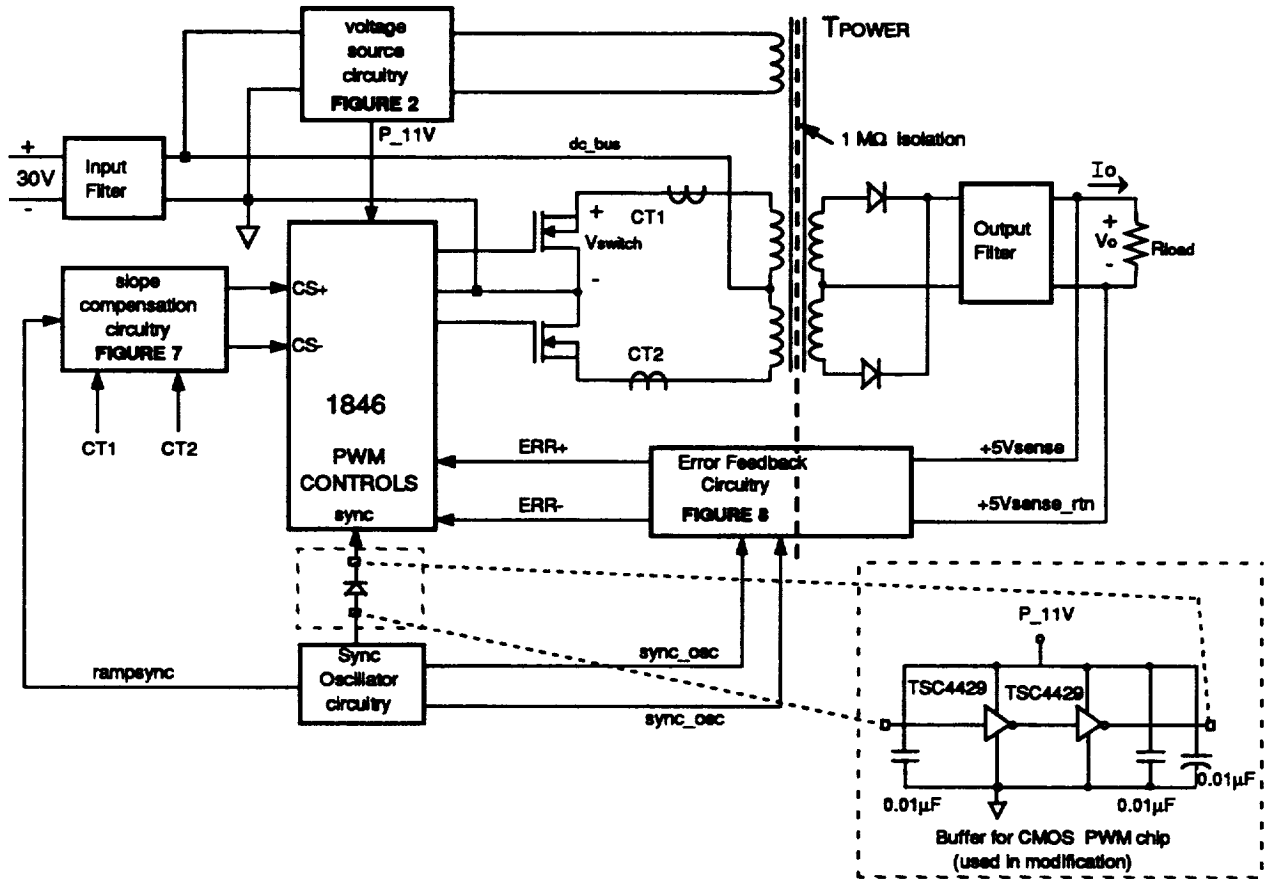 voltage
source
circuitry
FIGURE 2
TPOWER
P_11V
dc_bus
1 MΩ isolation
+
30V
-
Input
Filter
CT1
+
Vswitch
-
Io
Output
Filter
+
Vo
-
Rload
slope
compensation
circuitry
FIGURE 7
CS+
CS-
CT2
1846
PWM
CONTROLS
sync
CT1
CT2
ERR+
ERR-
Error Feedback
Circuitry
FIGURE 8
+5Vsense
+5Vsense_rtn
P_11V
rampsync
Sync
Oscillator
circuitry
sync_osc
sync_osc
TSC4429
TSC4429
0.01µF
0.01µF
0.01µF
Buffer for CMOS PWM chip
(used in modification)